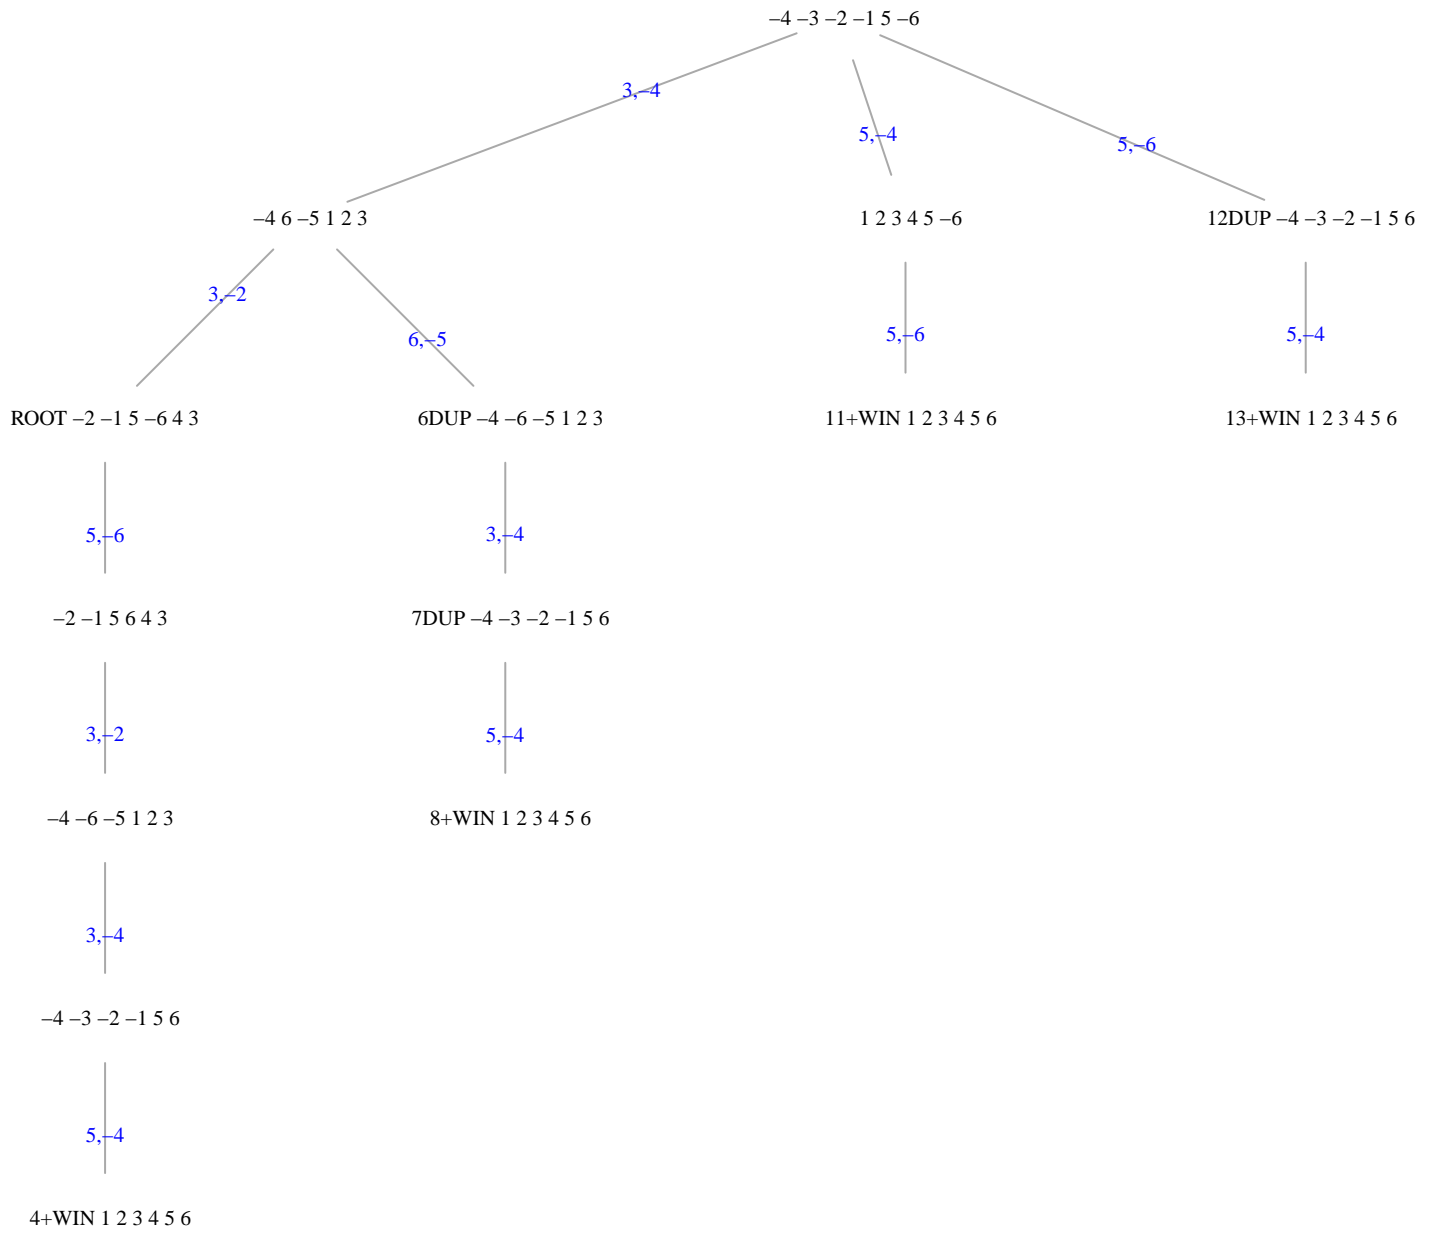 −4 −3 −2 −1 5 −6
3,−4
5,−4
5,−6
−4 6 −5 1 2 3
1 2 3 4 5 −6
12DUP −4 −3 −2 −1 5 6
3,−2
6,−5
5,−6
5,−4
ROOT −2 −1 5 −6 4 3
6DUP −4 −6 −5 1 2 3
11+WIN 1 2 3 4 5 6
13+WIN 1 2 3 4 5 6
5,−6
3,−4
−2 −1 5 6 4 3
7DUP −4 −3 −2 −1 5 6
3,−2
5,−4
−4 −6 −5 1 2 3
8+WIN 1 2 3 4 5 6
3,−4
−4 −3 −2 −1 5 6
5,−4
4+WIN 1 2 3 4 5 6